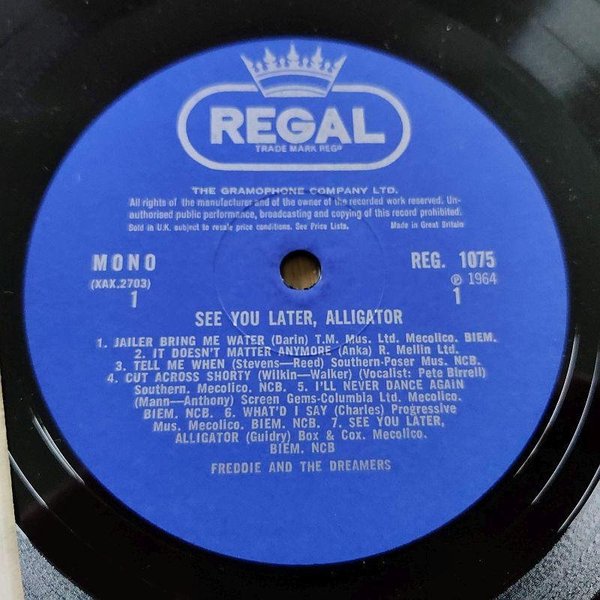 REGAL
TRADE MARK REGD
THE GRAMOPHONE COMPANY LTD.
All rights of the manufacturer and of the owner of the recorded work reserved. Un-
authorised public performance, broadcasting and copying of this record prohibited.
Sold in U.K. subject to resale price conditions. See Price Lists. Made in Great Britain
MONO REG. 1075
(XAX.2703) ℗ 1964
1 1
SEE YOU LATER, ALLIGATOR
1. JAILER BRING ME WATER (Darin) T.M. Mus. Ltd. Mecolico. BIEM.
2. IT DOESN'T MATTER ANYMORE (Anka) R. Mellin Ltd.
3. TELL ME WHEN (Stevens—Reed) Southern-Poser Mus. NCB.
4. CUT ACROSS SHORTY (Wilkin—Walker) (Vocalist: Pete Birrell)
Southern. Mecolico. NCB. 5. I'LL NEVER DANCE AGAIN
(Mann—Anthony) Screen Gems-Columbia Ltd. Mecolico.
BIEM. NCB. 6. WHAT'D I SAY (Charles) Progressive
Mus. Mecolico. BIEM. NCB. 7. SEE YOU LATER,
ALLIGATOR (Guidry) Box & Cox. Mecolico.
BIEM. NCB
FREDDIE AND THE DREAMERS